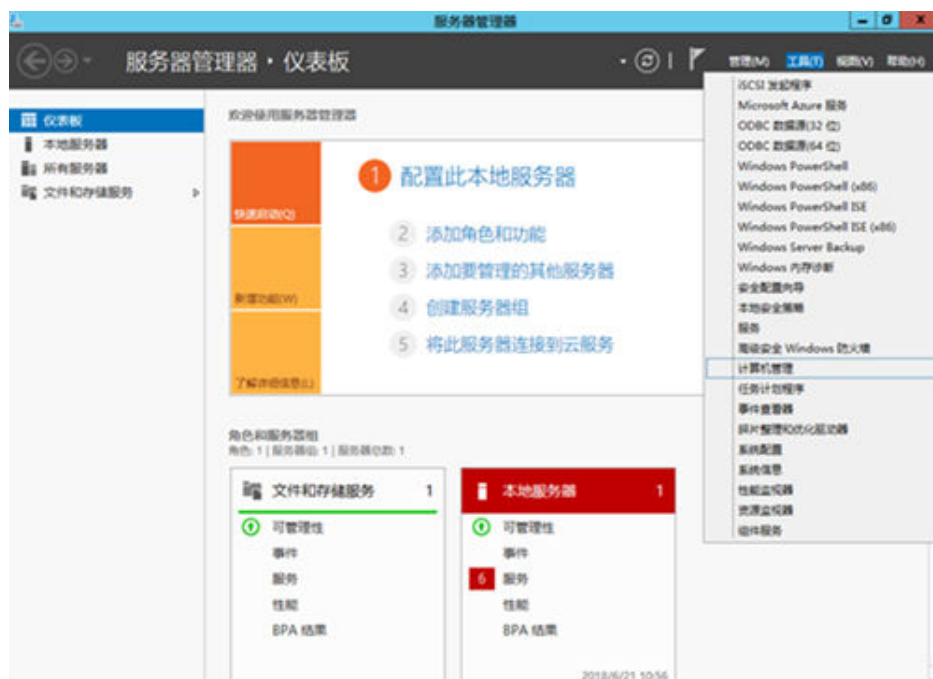 服务器管理器
服务器管理器 · 仪表板
管理(M) 工具(T) 视图(V) 帮助(H)
仪表板
本地服务器
所有服务器
文件和存储服务
欢迎使用服务器管理器
快速启动(Q)
新增功能(W)
了解详细信息(L)
1 配置此本地服务器
2 添加角色和功能
3 添加要管理的其他服务器
4 创建服务器组
5 将此服务器连接到云服务
角色和服务器组
角色: 1 | 服务器组: 1 | 服务器总数: 1
文件和存储服务 1
可管理性
事件
服务
性能
BPA 结果
本地服务器 1
可管理性
事件
6 服务
性能
BPA 结果
2018/6/21 10:56
iSCSI 发起程序
Microsoft Azure 服务
ODBC 数据源(32 位)
ODBC 数据源(64 位)
Windows PowerShell
Windows PowerShell (x86)
Windows PowerShell ISE
Windows PowerShell ISE (x86)
Windows Server Backup
Windows 内存诊断
安全配置向导
本地安全策略
服务
高级安全 Windows 防火墙
计算机管理
任务计划程序
事件查看器
碎片整理和优化驱动器
系统配置
系统信息
性能监视器
资源监视器
组件服务